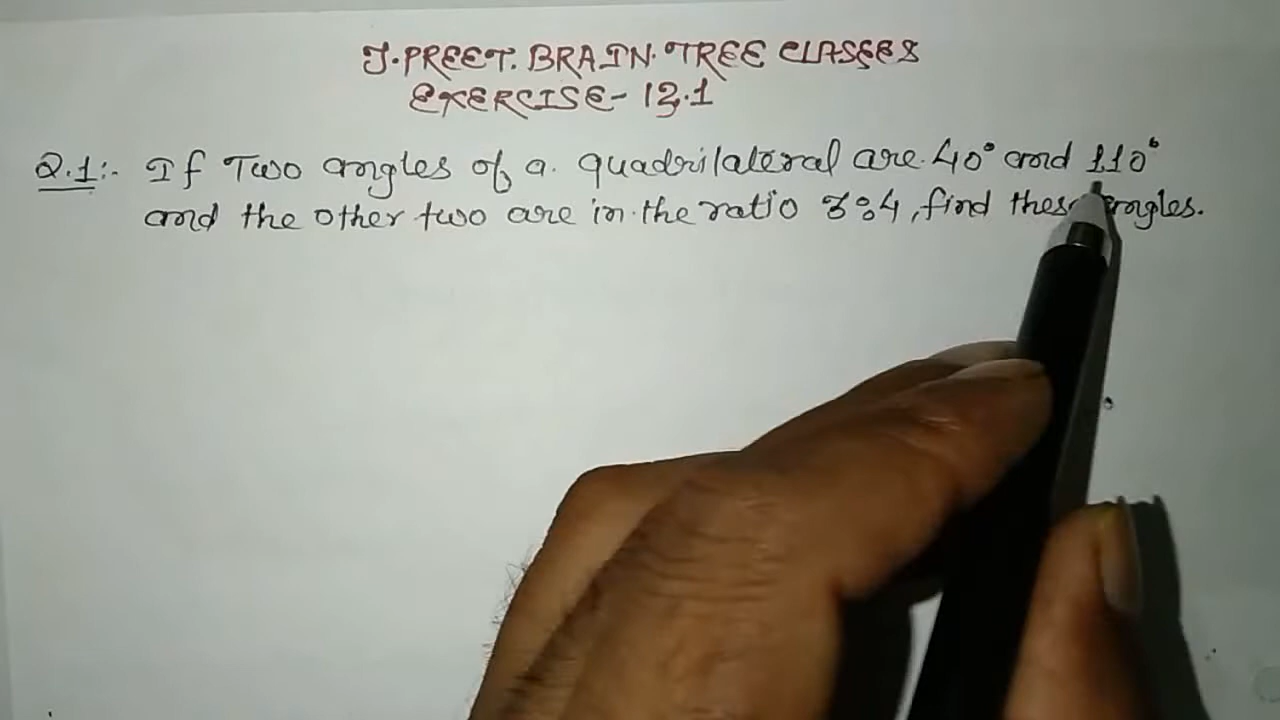 J. PREET. BRAIN. TREE CLASSES
EXERCISE - 13.1
Q.1:- If Two angles of a. quadrilateral are. 40° and 110°
and the other two are in. the ratio 3:4, find these angles.